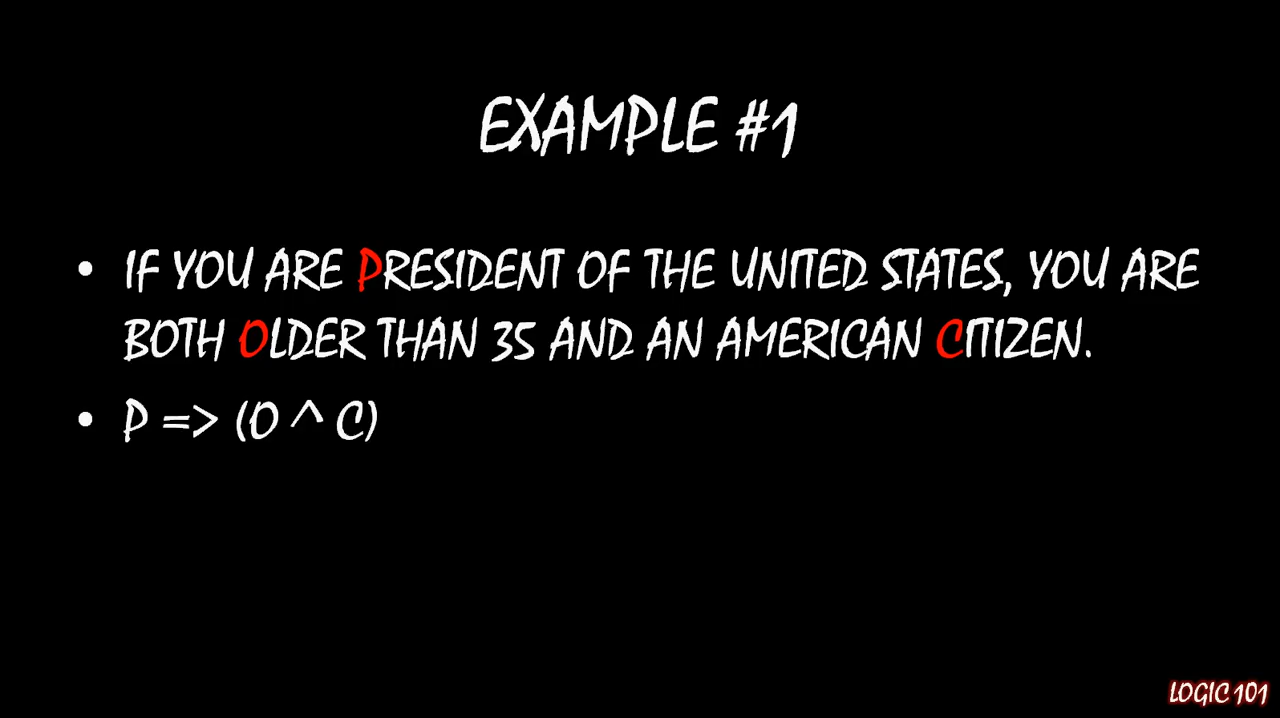 EXAMPLE #1
• IF YOU ARE PRESIDENT OF THE UNITED STATES, YOU ARE
BOTH OLDER THAN 35 AND AN AMERICAN CITIZEN.
• P => (O ^ C)
LOGIC 101